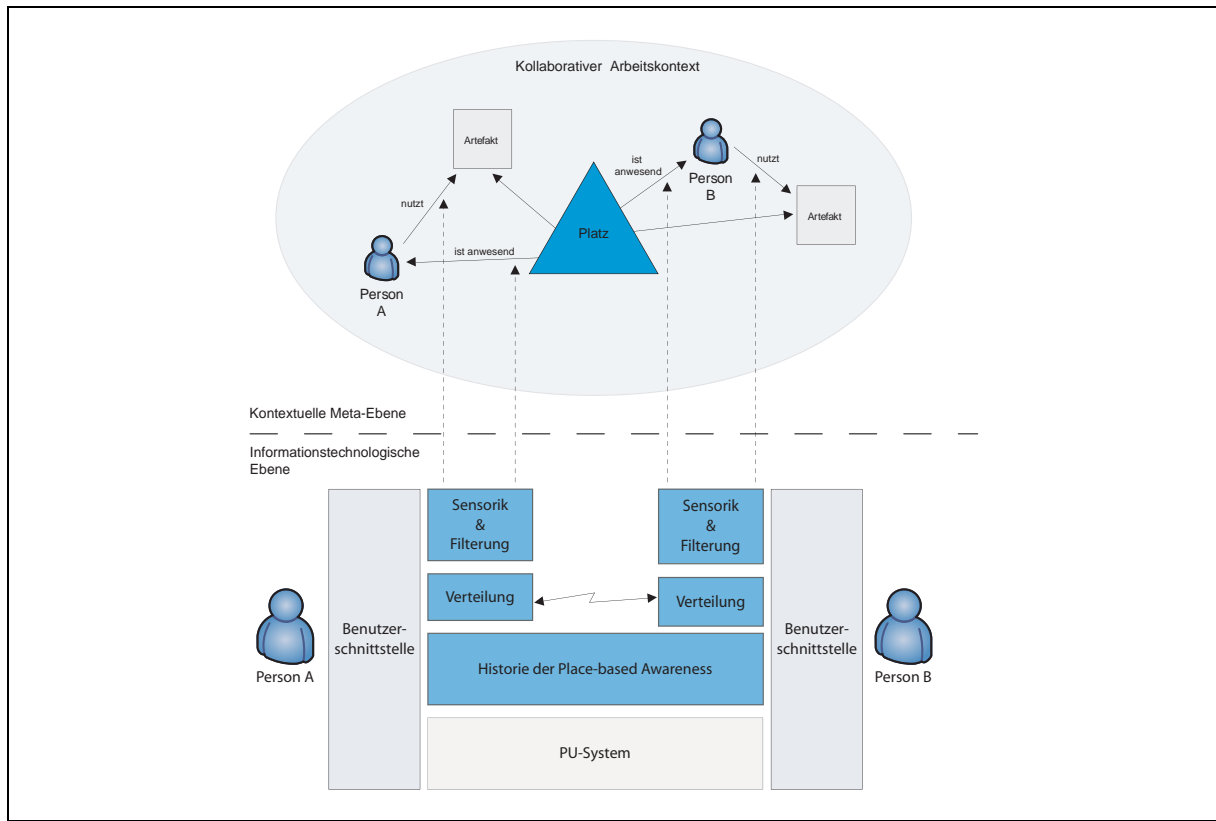 Kollaborativer Arbeitskontext
Artefakt
ist
anwesend
nutzt
Person
B
nutzt
Artefakt
Platz
ist anwesend
Person
A
Kontextuelle Meta-Ebene
Informationstechnologische
Ebene
Sensorik
&
Filterung
Sensorik
&
Filterung
Verteilung
Verteilung
Benutzer-
schnittstelle
Benutzer-
schnittstelle
Historie der Place-based Awareness
Person A
Person B
PU-System